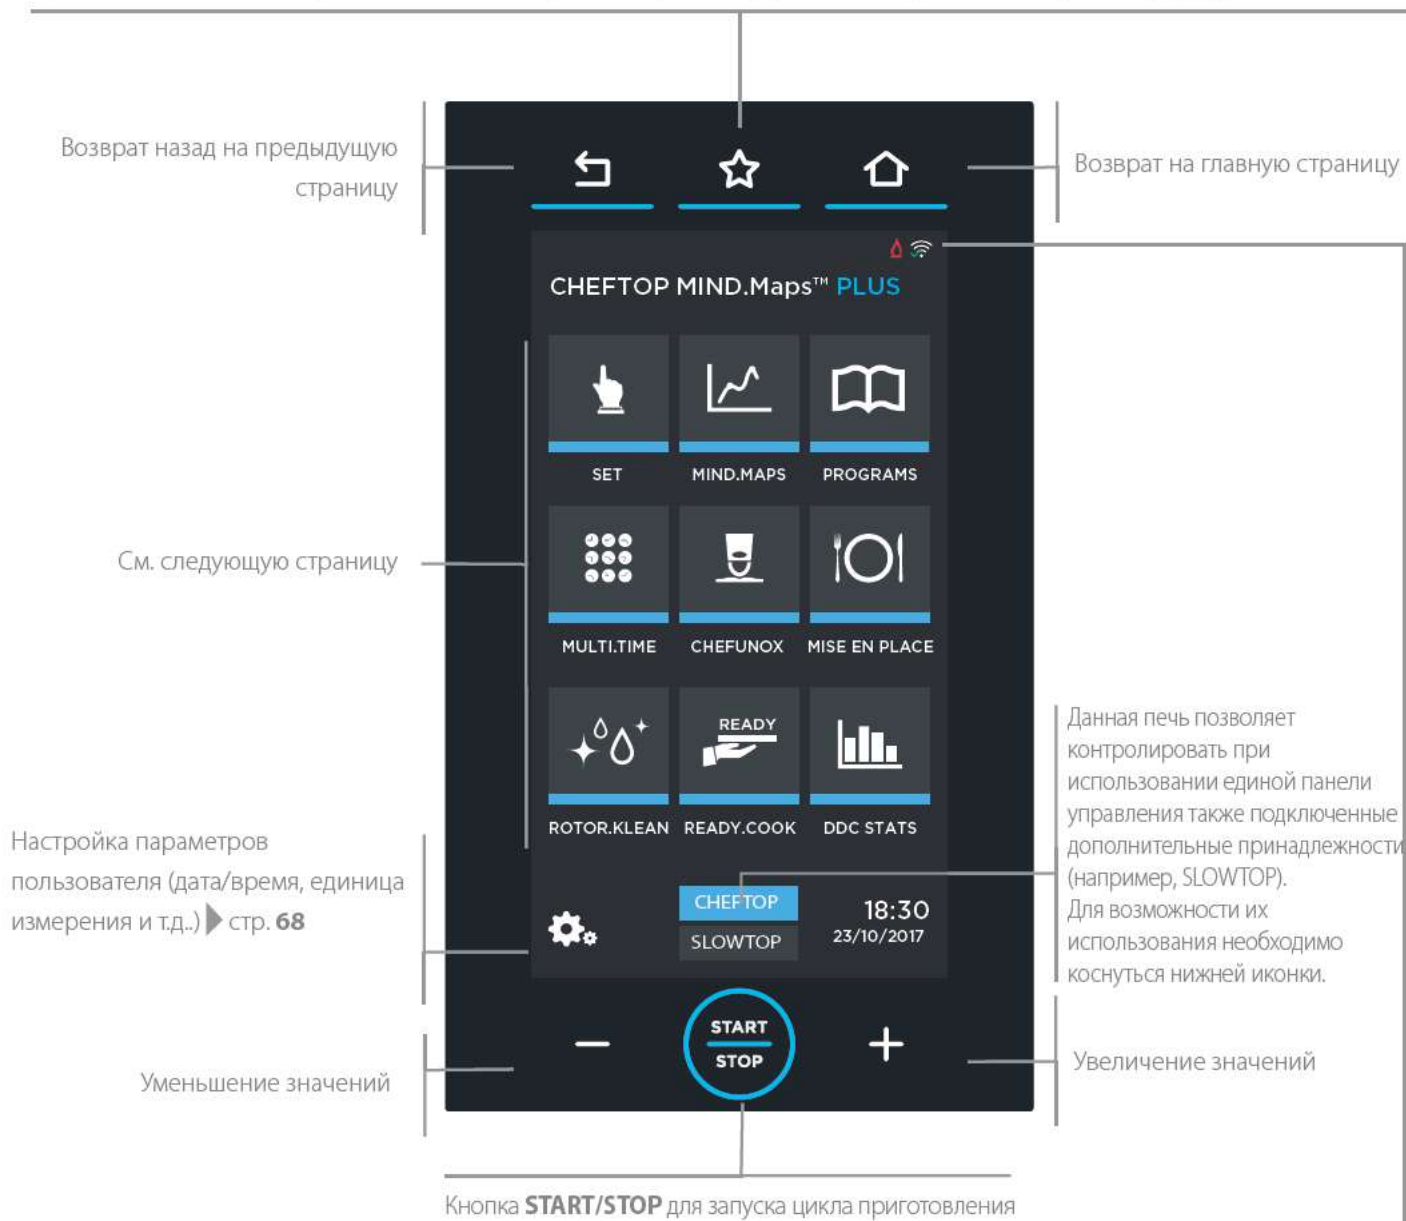 Возврат назад на предыдущую
страницу
Возврат на главную страницу
CHEFTOP MIND.Maps™ PLUS
SET
MIND.MAPS
PROGRAMS
См. следующую страницу
MULTI.TIME
CHEFUNOX
MISE EN PLACE
READY
ROTOR.KLEAN
READY.COOK
DDC STATS
Данная печь позволяет
контролировать при
использовании единой панели
управления также подключенные
дополнительные принадлежности
(например, SLOWTOP).
Для возможности их
использования необходимо
коснуться нижней иконки.
Настройка параметров
пользователя (дата/время, единица
измерения и т.д..) ▶ стр. 68
CHEFTOP
SLOWTOP
18:30
23/10/2017
START
STOP
Уменьшение значений
Увеличение значений
Кнопка START/STOP для запуска цикла приготовления